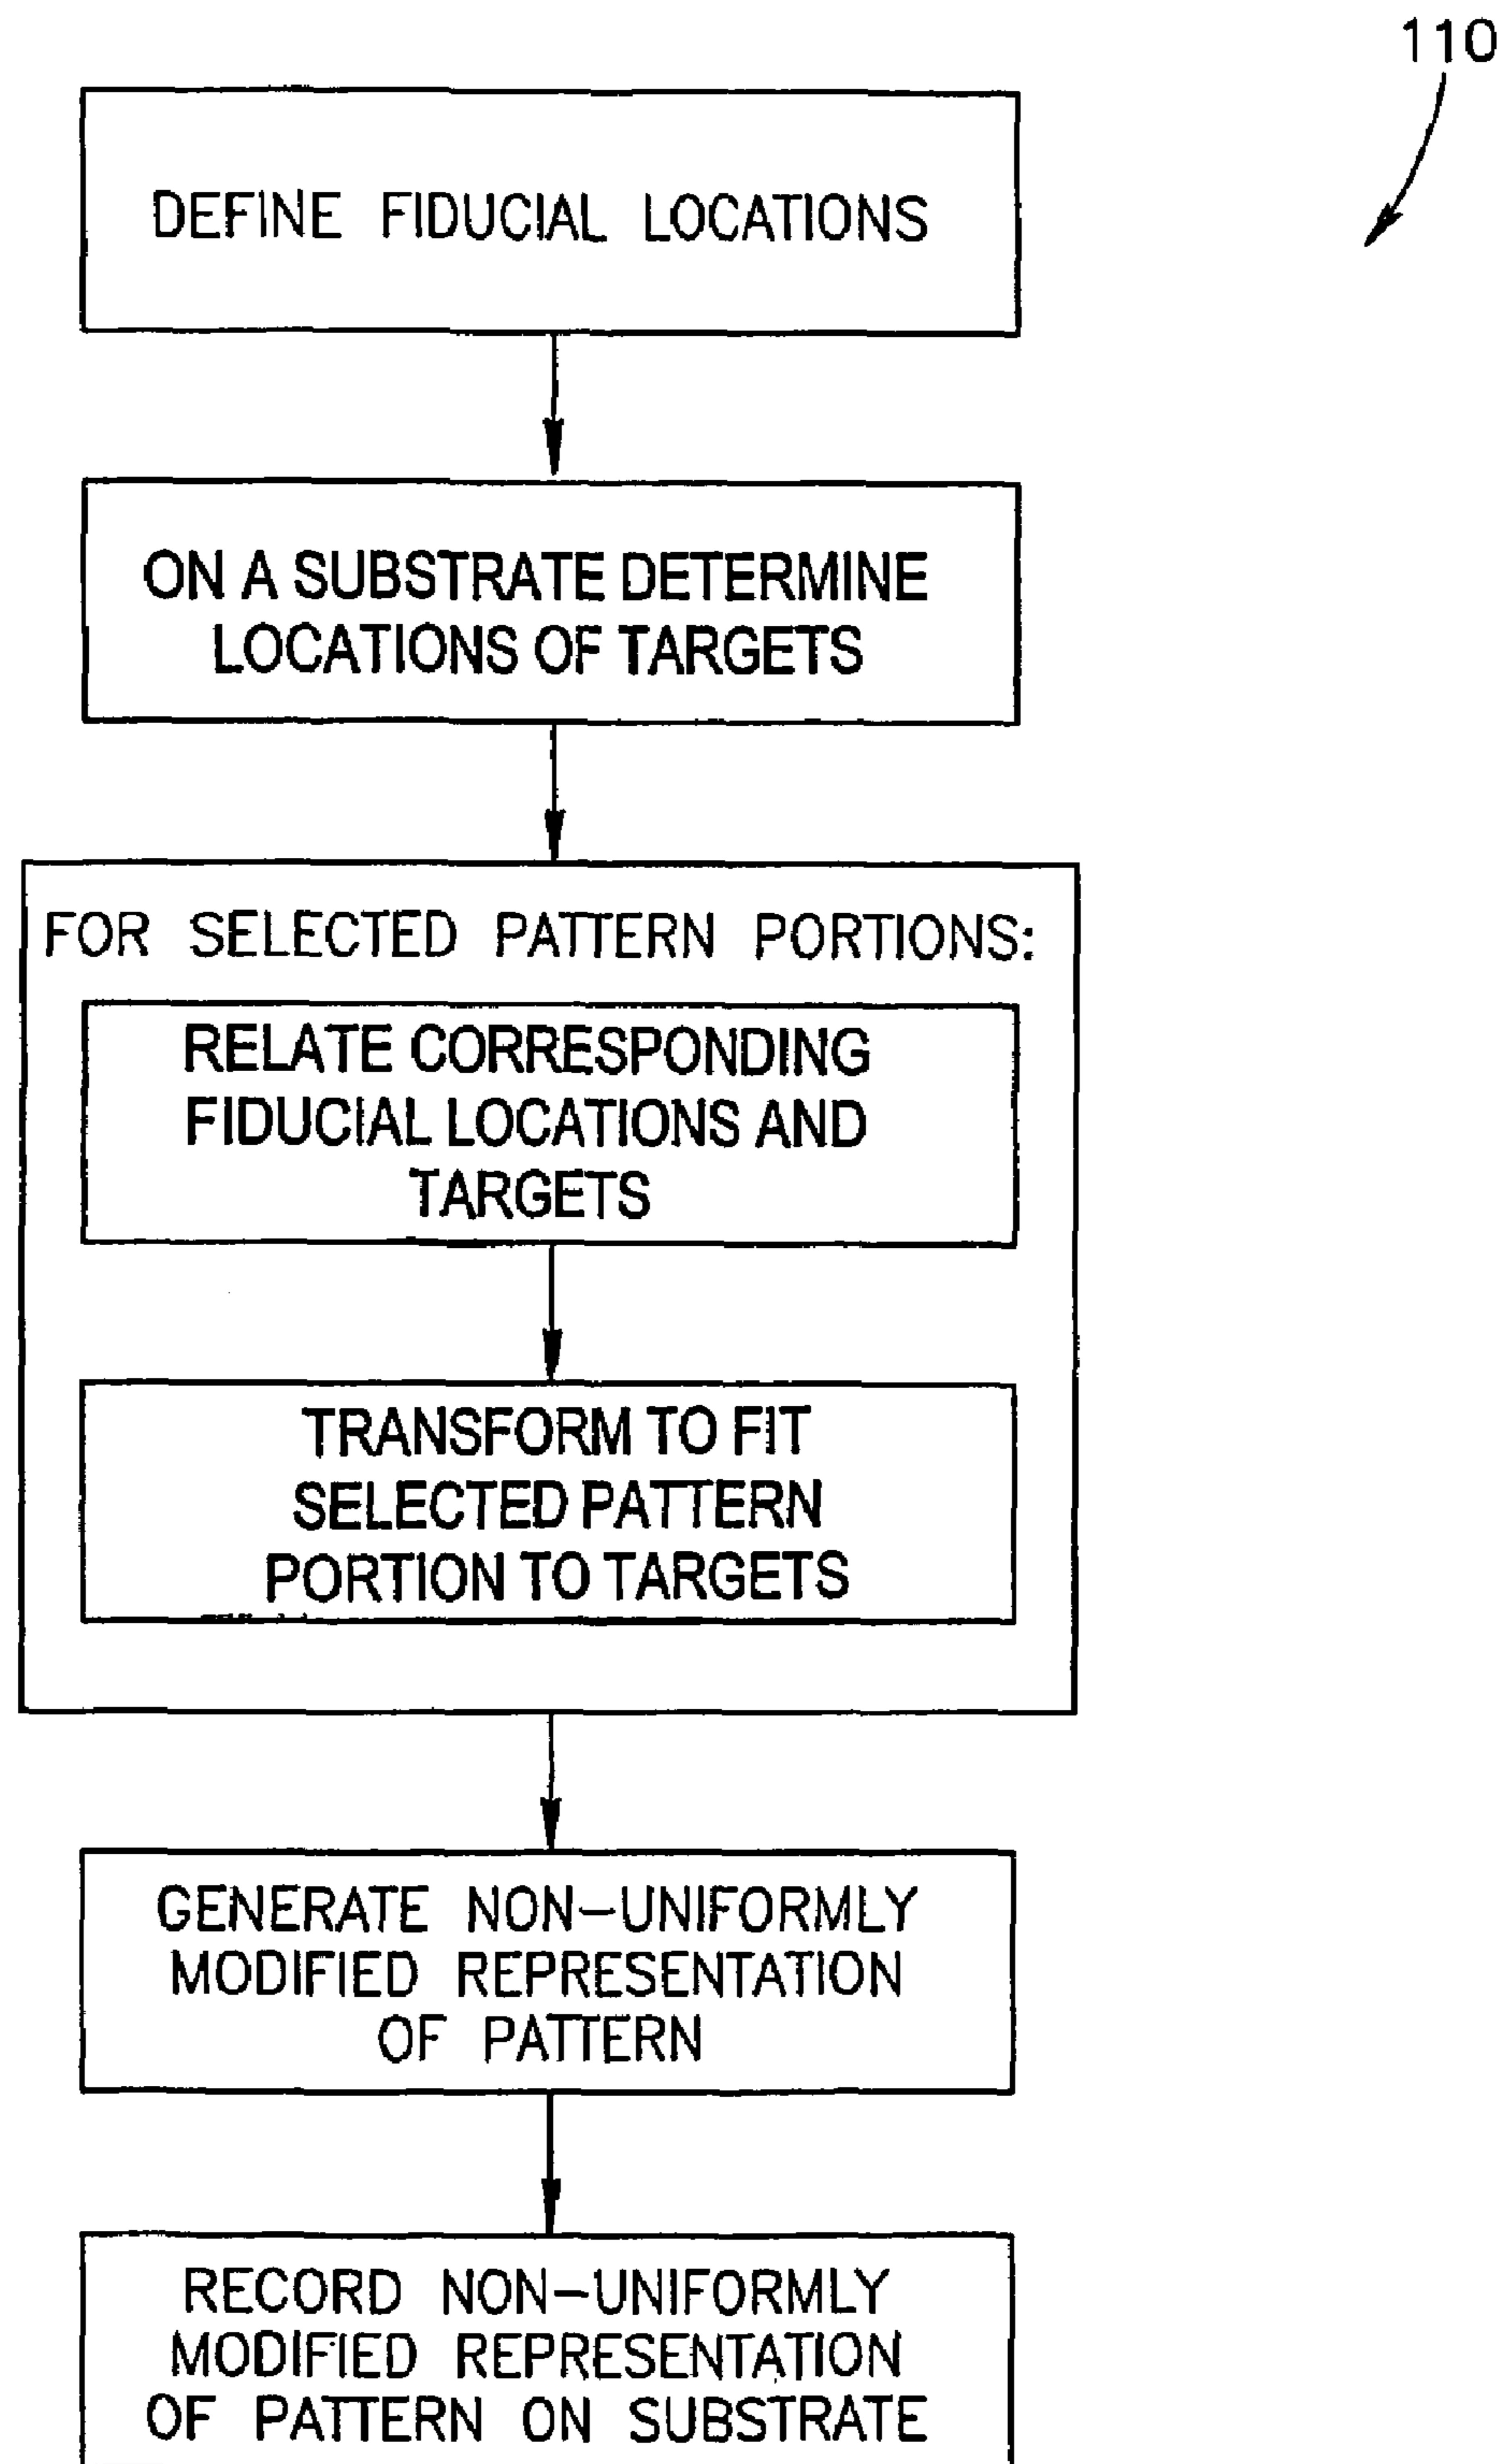 110
DEFINE FIDUCIAL LOCATIONS
ON A SUBSTRATE DETERMINE
LOCATIONS OF TARGETS
FOR SELECTED PATTERN PORTIONS:
RELATE CORRESPONDING
FIDUCIAL LOCATIONS AND
TARGETS
TRANSFORM TO FIT
SELECTED PATTERN
PORTION TO TARGETS
GENERATE NON-UNIFORMLY
MODIFIED REPRESENTATION
OF PATTERN
RECORD NON-UNIFORMLY
MODIFIED REPRESENTATION
OF PATTERN ON SUBSTRATE